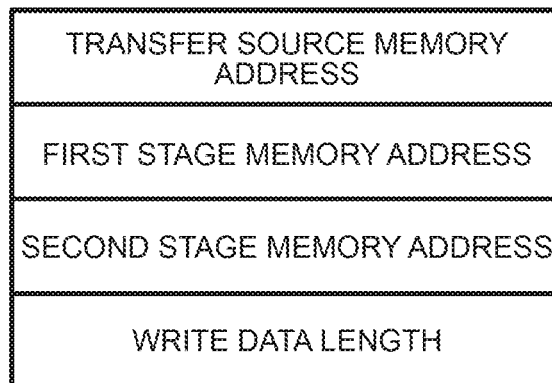 TRANSFER SOURCE MEMORY
ADDRESS
FIRST STAGE MEMORY ADDRESS
SECOND STAGE MEMORY ADDRESS
WRITE DATA LENGTH